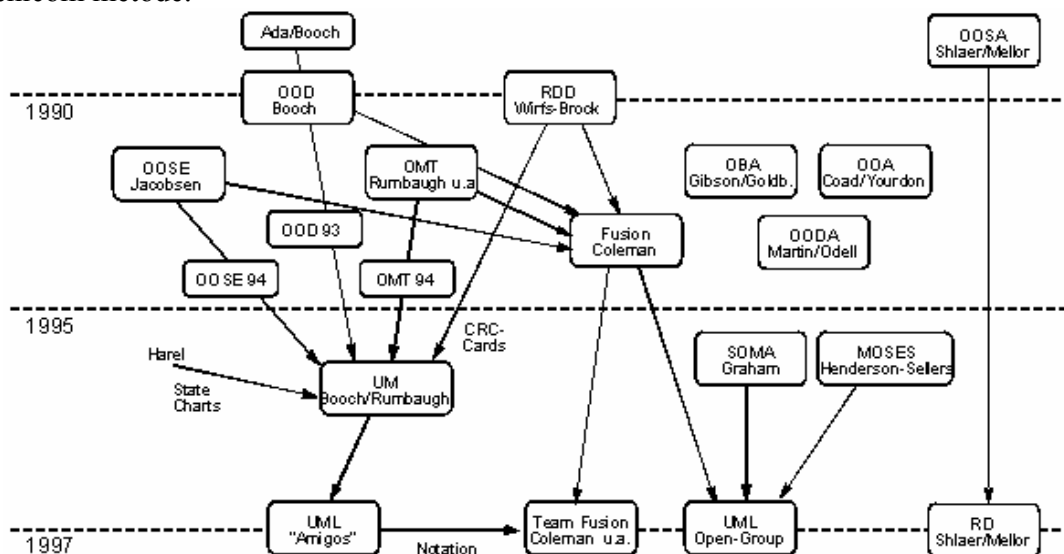 metode.
Ada/Booch
OOSA
Shlaer/Mellor
OOD
Booch
RDD
Wirfs-Brock
1990
OOSE
Jacobsen
OMT
Rumbaugh u.a
OBA
Gibson/Goldb.
OOA
Coad/Yourdon
OOD 93
Fusion
Coleman
OODA
Martin/Odell
OOSE 94
OMT 94
1995
CRC-
Cards
Harel
State
Charts
UM
Booch/Rumbaugh
SOMA
Graham
MOSES
Henderson-Sellers
UML
"Amigos"
Notation
Team Fusion
Coleman u.a.
UML
Open-Group
RD
Shlaer/Mellor
1997